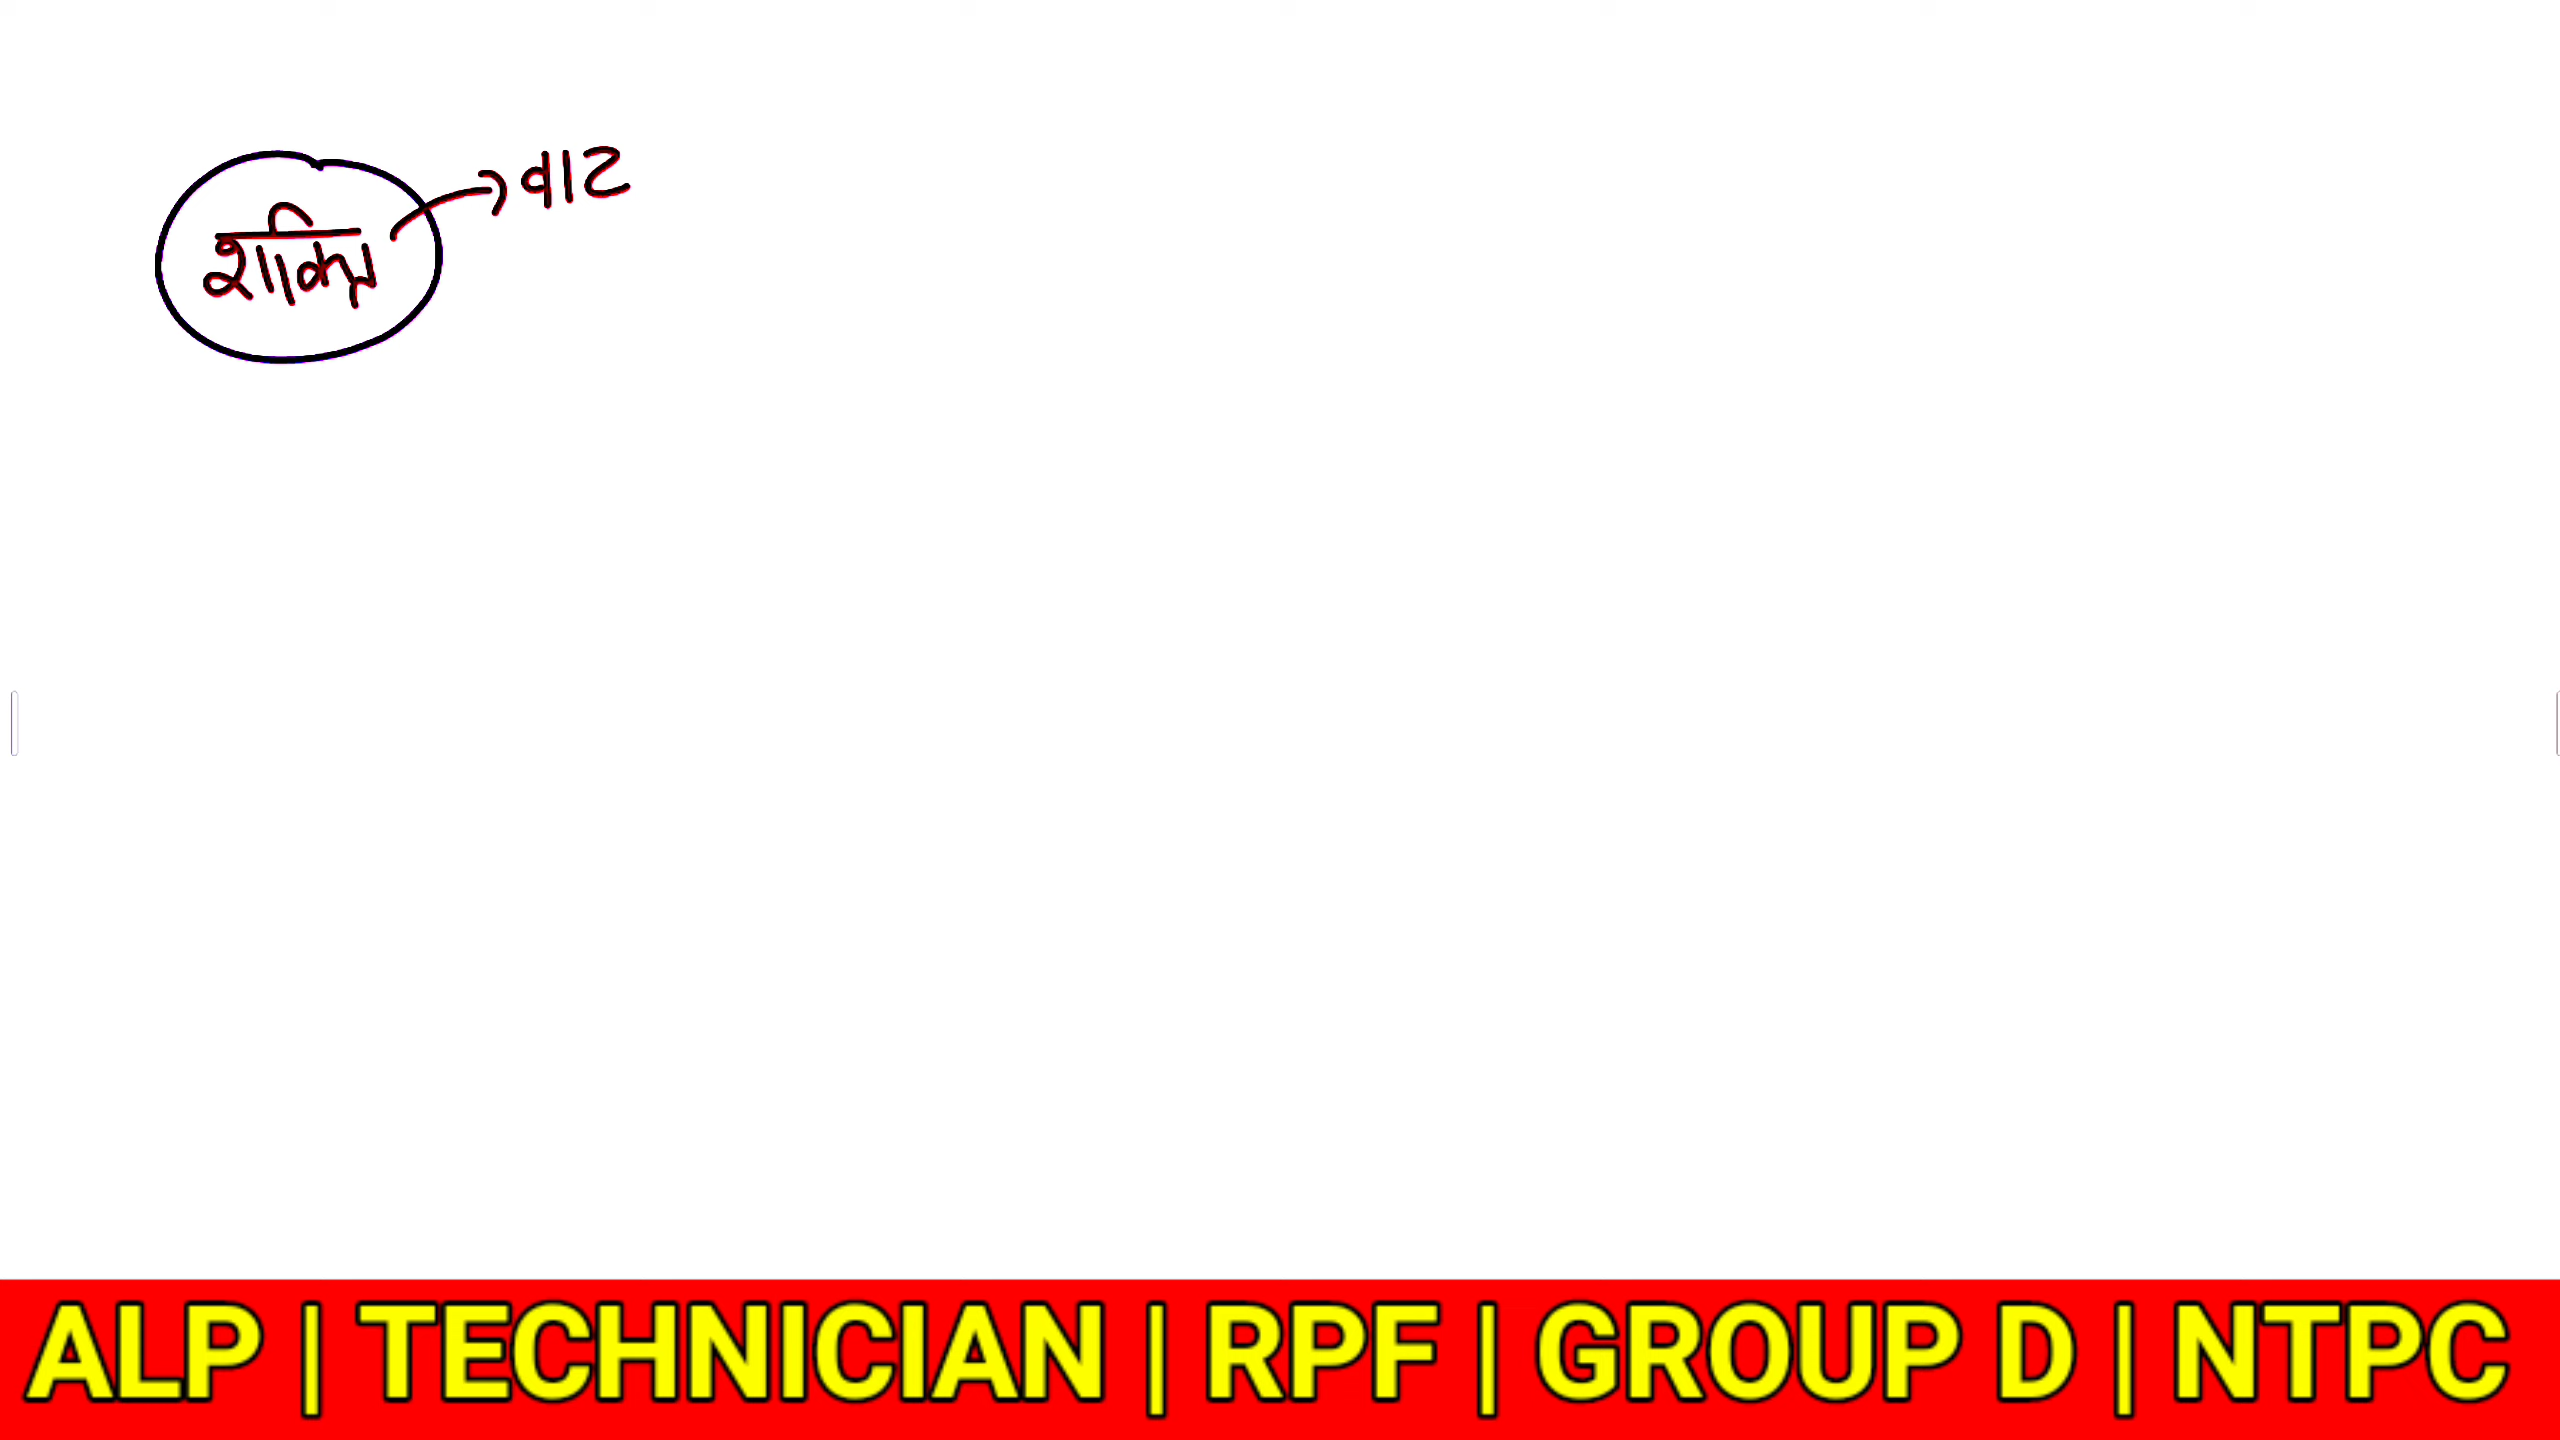 शक्ति → वाट
ALP | TECHNICIAN | RPF | GROUP D | NTPC